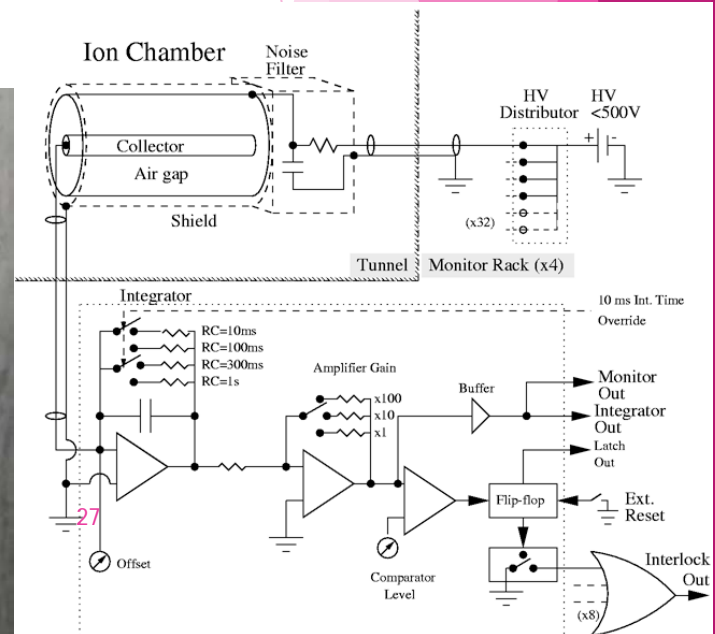 Ion Chamber
Noise
Filter
HV
Distributor
HV
<500V
+ -
Collector
Air gap
Shield
(x32)
Tunnel
Monitor Rack (x4)
Integrator
10 ms Int. Time
Override
RC=10ms
RC=100ms
RC=300ms
RC=1s
Amplifier Gain
x100
x10
x1
Buffer
Monitor
Out
Integrator
Out
Latch
Out
Flip-flop
Ext.
Reset
27
Offset
Comparator
Level
Interlock
Out
(x8)